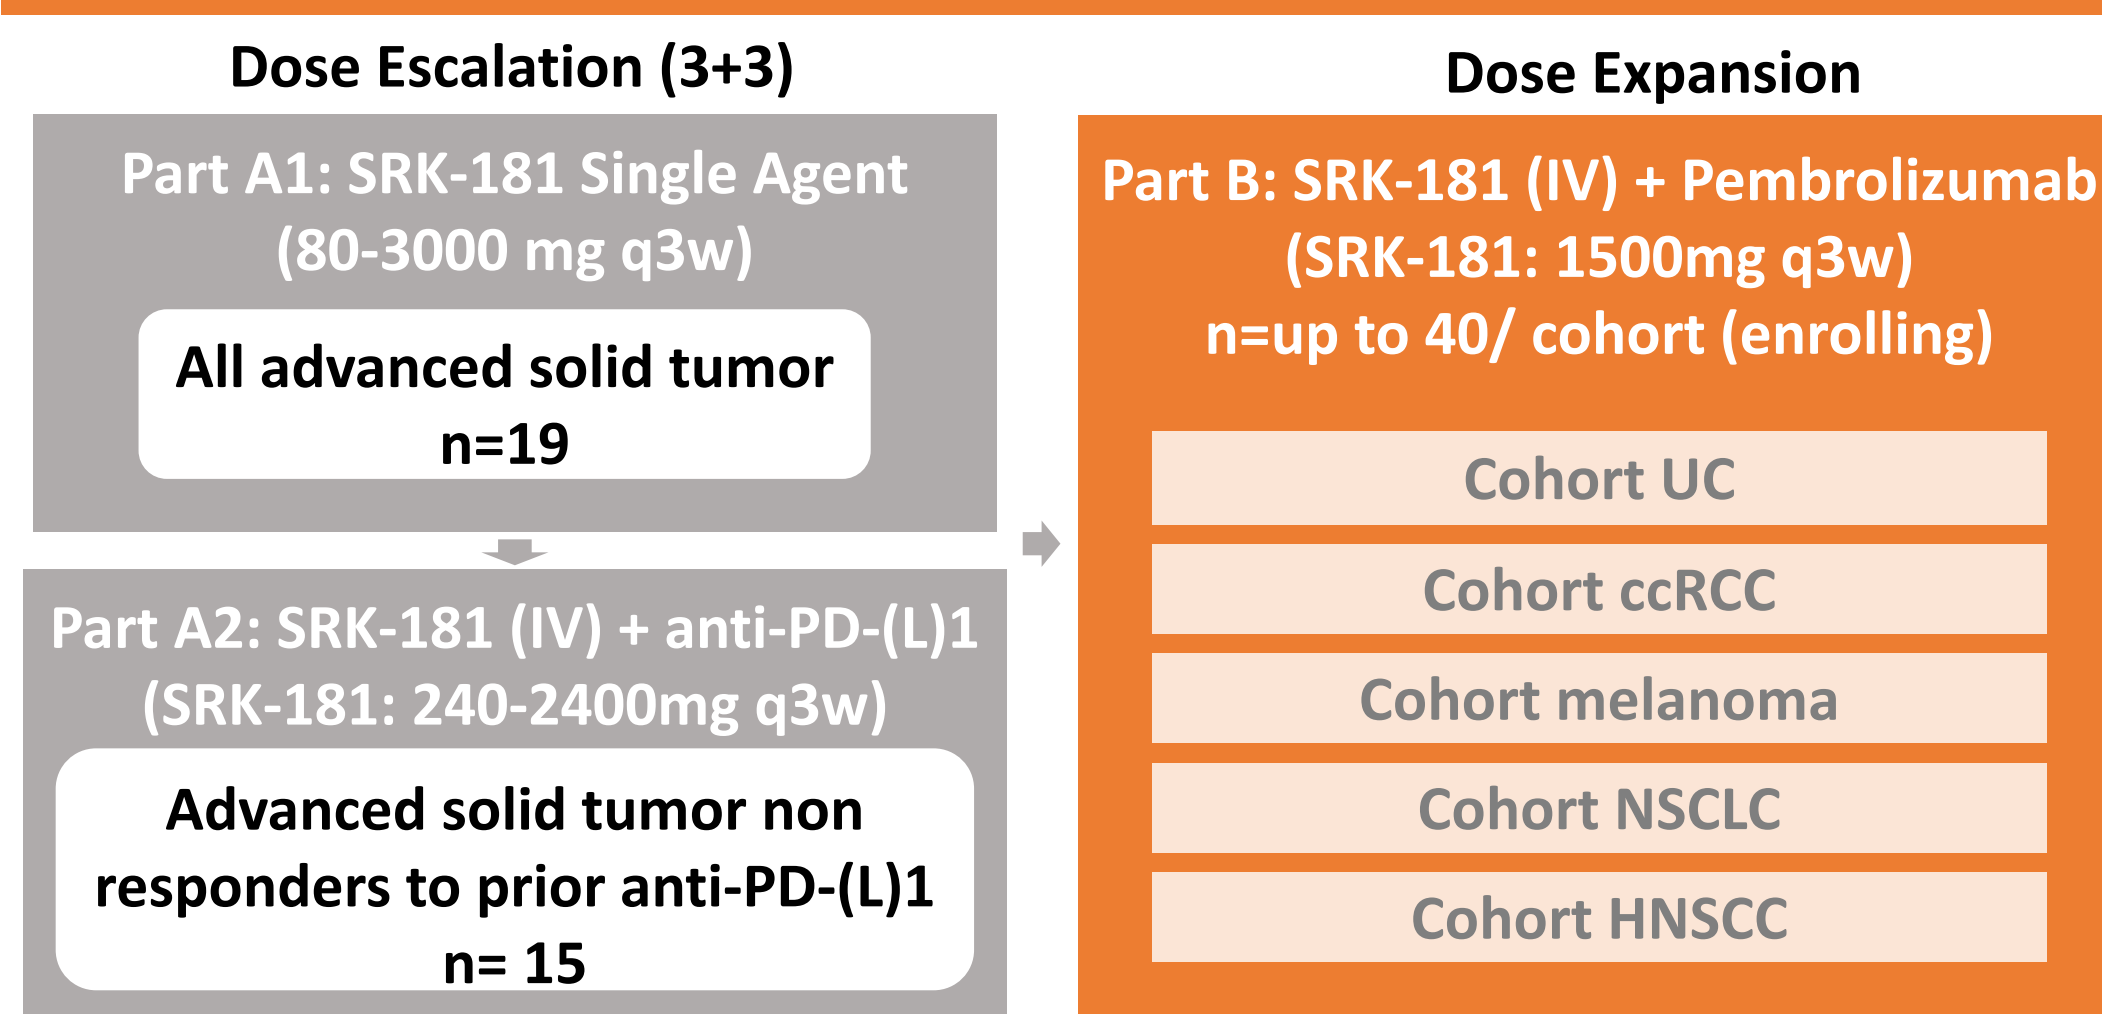 Dose Escalation (3+3)
Part A1: SRK-181 Single Agent
(80-3000 mg q3w)
All advanced solid tumor
n=19
Part A2: SRK-181 (IV) + anti-PD-(L)1
(SRK-181: 240-2400mg q3w)
Advanced solid tumor non
responders to prior anti-PD-(L)1
n= 15
Dose Expansion
Part B: SRK-181 (IV) + Pembrolizumab
(SRK-181: 1500mg q3w)
n=up to 40/ cohort (enrolling)
Cohort UC
Cohort ccRCC
Cohort melanoma
Cohort NSCLC
Cohort HNSCC